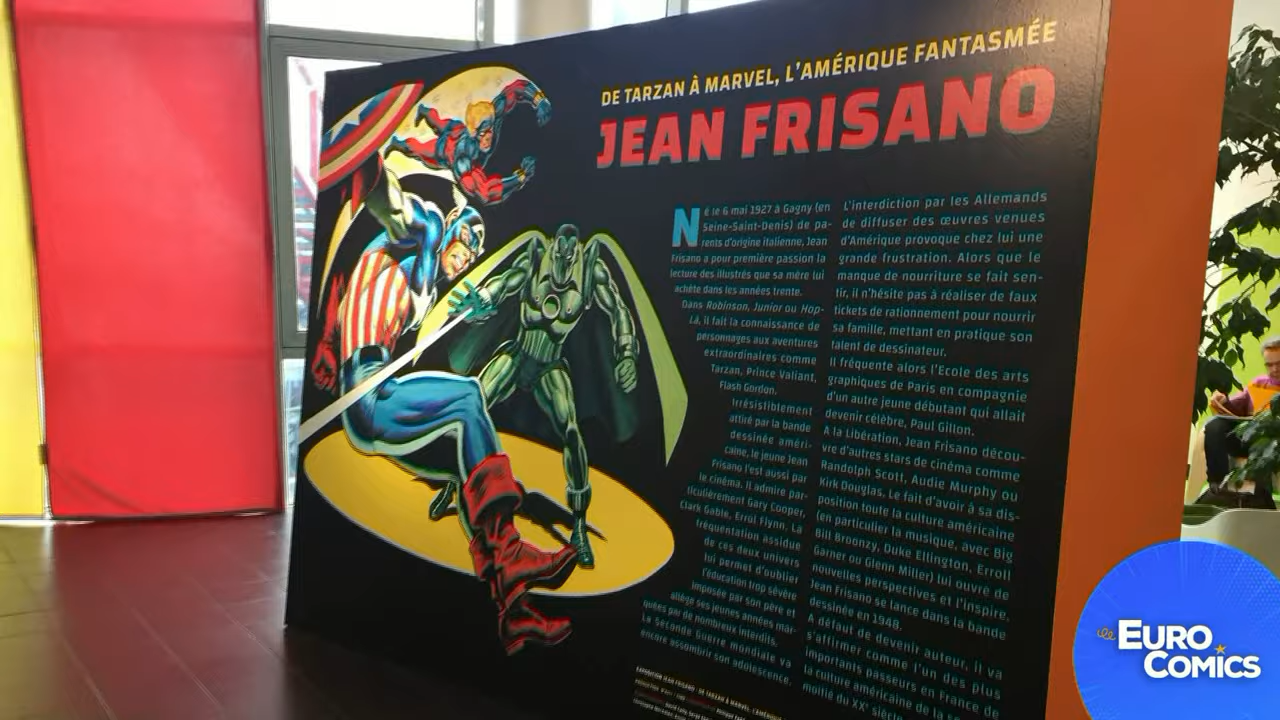 DE TARZAN À MARVEL, L'AMÉRIQUE FANTASMÉE
JEAN FRISANO
Né le 6 mai 1927 à Gagny (en
Seine-Saint-Denis) de pa-
rents d'origine italienne, Jean
Frisano a pour première passion la
lecture des illustrés que sa mère lui
achète dans les années trente.
Dans Robinson, Junior ou Hop-
Là, il fait la connaissance de
personnages aux aventures
extraordinaires comme
Tarzan, Prince Valiant,
Flash Gordon.
Irrésistiblement
attiré par la bande
dessinée améri-
caine, le jeune Jean
Frisano l'est aussi par
le cinéma. Il admire par-
ticulièrement Gary Cooper,
Clark Gable, Errol Flynn. La
fréquentation assidue
de ces deux univers
lui permet d'oublier
l'éducation trop sévère
imposée par son père et
allège ses jeunes années mar-
quées par de nombreux interdits.
La Seconde Guerre mondiale va
encore assombrir son adolescence.
L'interdiction par les Allemands
de diffuser des œuvres venues
d'Amérique provoque chez lui une
grande frustration. Alors que le
manque de nourriture se fait sen-
tir, il n'hésite pas à réaliser de faux
tickets de rationnement pour nourrir
sa famille, mettant en pratique son
talent de dessinateur.
Il fréquente alors l'Ecole des arts
graphiques de Paris en compagnie
d'un autre jeune débutant qui allait
devenir célèbre, Paul Gillon.
A la Libération, Jean Frisano décou-
vre d'autres stars de cinéma comme
Randolph Scott, Audie Murphy ou
Kirk Douglas. Le fait d'avoir à sa dis-
position toute la culture américaine
(en particulier la musique, avec Big
Bill Broonzy, Duke Ellington, Erroll
Garner ou Glenn Miller) lui ouvre de
nouvelles perspectives et l'inspire.
Jean Frisano se lance dans la bande
dessinée en 1948.
A défaut de devenir auteur, il va
s'affirmer comme l'un des plus
importants passeurs en France de
la culture américaine de la se-
moitié du XXe siècle
EXPOSITION JEAN FRISANO : DE TARZAN À MARVEL, L'AMÉRIQUE
EURO
COMICS